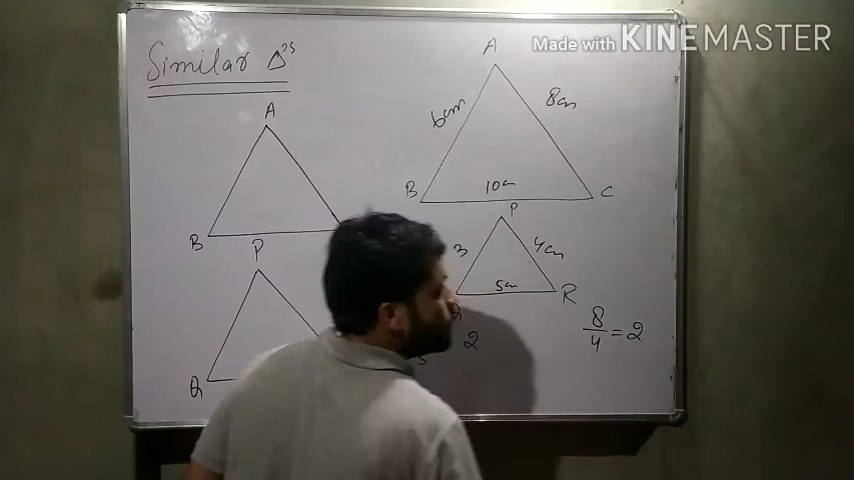 Made with KINEMASTER
Similar Δ's
A
B
P
Q
A
6cm
8cm
B
10cm
C
P
3
4cm
5cm
R
Q
2
8/4 = 2